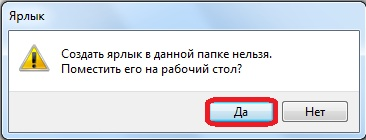 Ярлык
Создать ярлык в данной папке нельзя.
Поместить его на рабочий стол?
Да
Нет